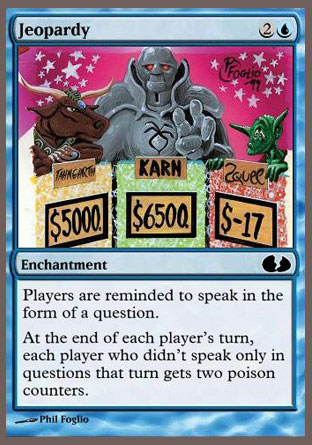 Jeopardy 2
P. FOGLIO -99
TAHNGARTH KARN SQUEE
$5000 $6500 $-17
Enchantment
Players are reminded to speak in the
form of a question.
At the end of each player's turn,
each player who didn't speak only in
questions that turn gets two poison
counters.
Phil Foglio